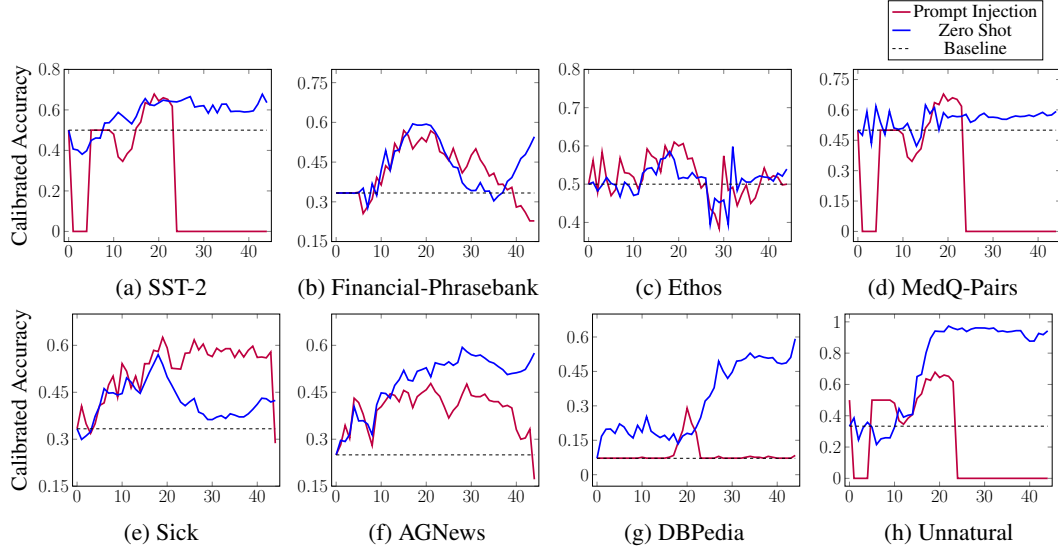 Prompt Injection
Zero Shot
Baseline
Calibrated Accuracy
0.8
0.6
0.4
0.2
0
0 10 20 30 40
(a) SST-2
0.75
0.6
0.45
0.3
0.15
0 10 20 30 40
(b) Financial-Phrasebank
0.8
0.7
0.6
0.5
0.4
0 10 20 30 40
(c) Ethos
0.75
0.6
0.45
0.3
0.15
0
0 10 20 30 40
(d) MedQ-Pairs
Calibrated Accuracy
0.6
0.45
0.3
0.15
0 10 20 30 40
(e) Sick
0.6
0.45
0.3
0.15
0 10 20 30 40
(f) AGNews
0.6
0.45
0.3
0.15
0
0 10 20 30 40
(g) DBPedia
1
0.8
0.6
0.4
0.2
0
0 10 20 30 40
(h) Unnatural